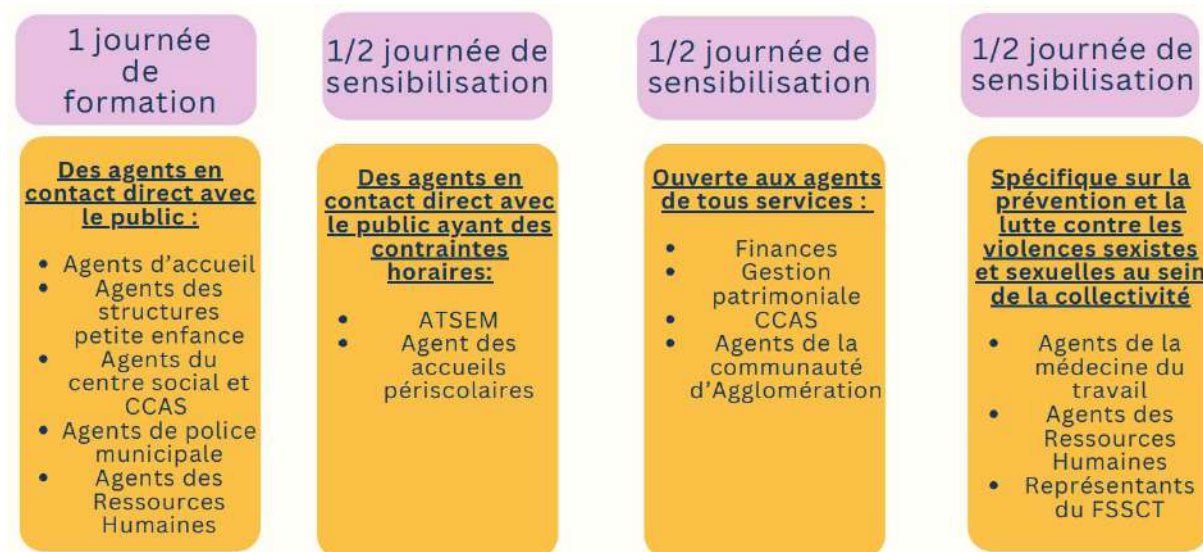 1 journée
de
formation
Des agents en
contact direct avec
le public :
• Agents d'accueil
• Agents des
structures
petite enfance
• Agents du
centre social et
CCAS
• Agents de police
municipale
• Agents des
Ressources
Humaines
1/2 journée de
sensibilisation
Des agents en
contact direct avec
le public ayant des
contraintes
horaires:
• ATSEM
• Agent des
accueils
périscolaires
1/2 journée de
sensibilisation
Ouverte aux agents
de tous services :
• Finances
• Gestion
patrimoniale
• CCAS
• Agents de la
communauté
d'Agglomération
1/2 journée de
sensibilisation
Spécifique sur la
prévention et la
lutte contre les
violences sexistes
et sexuelles au sein
de la collectivité
• Agents de la
médecine du
travail
• Agents des
Ressources
Humaines
• Représentants
du FSSCT